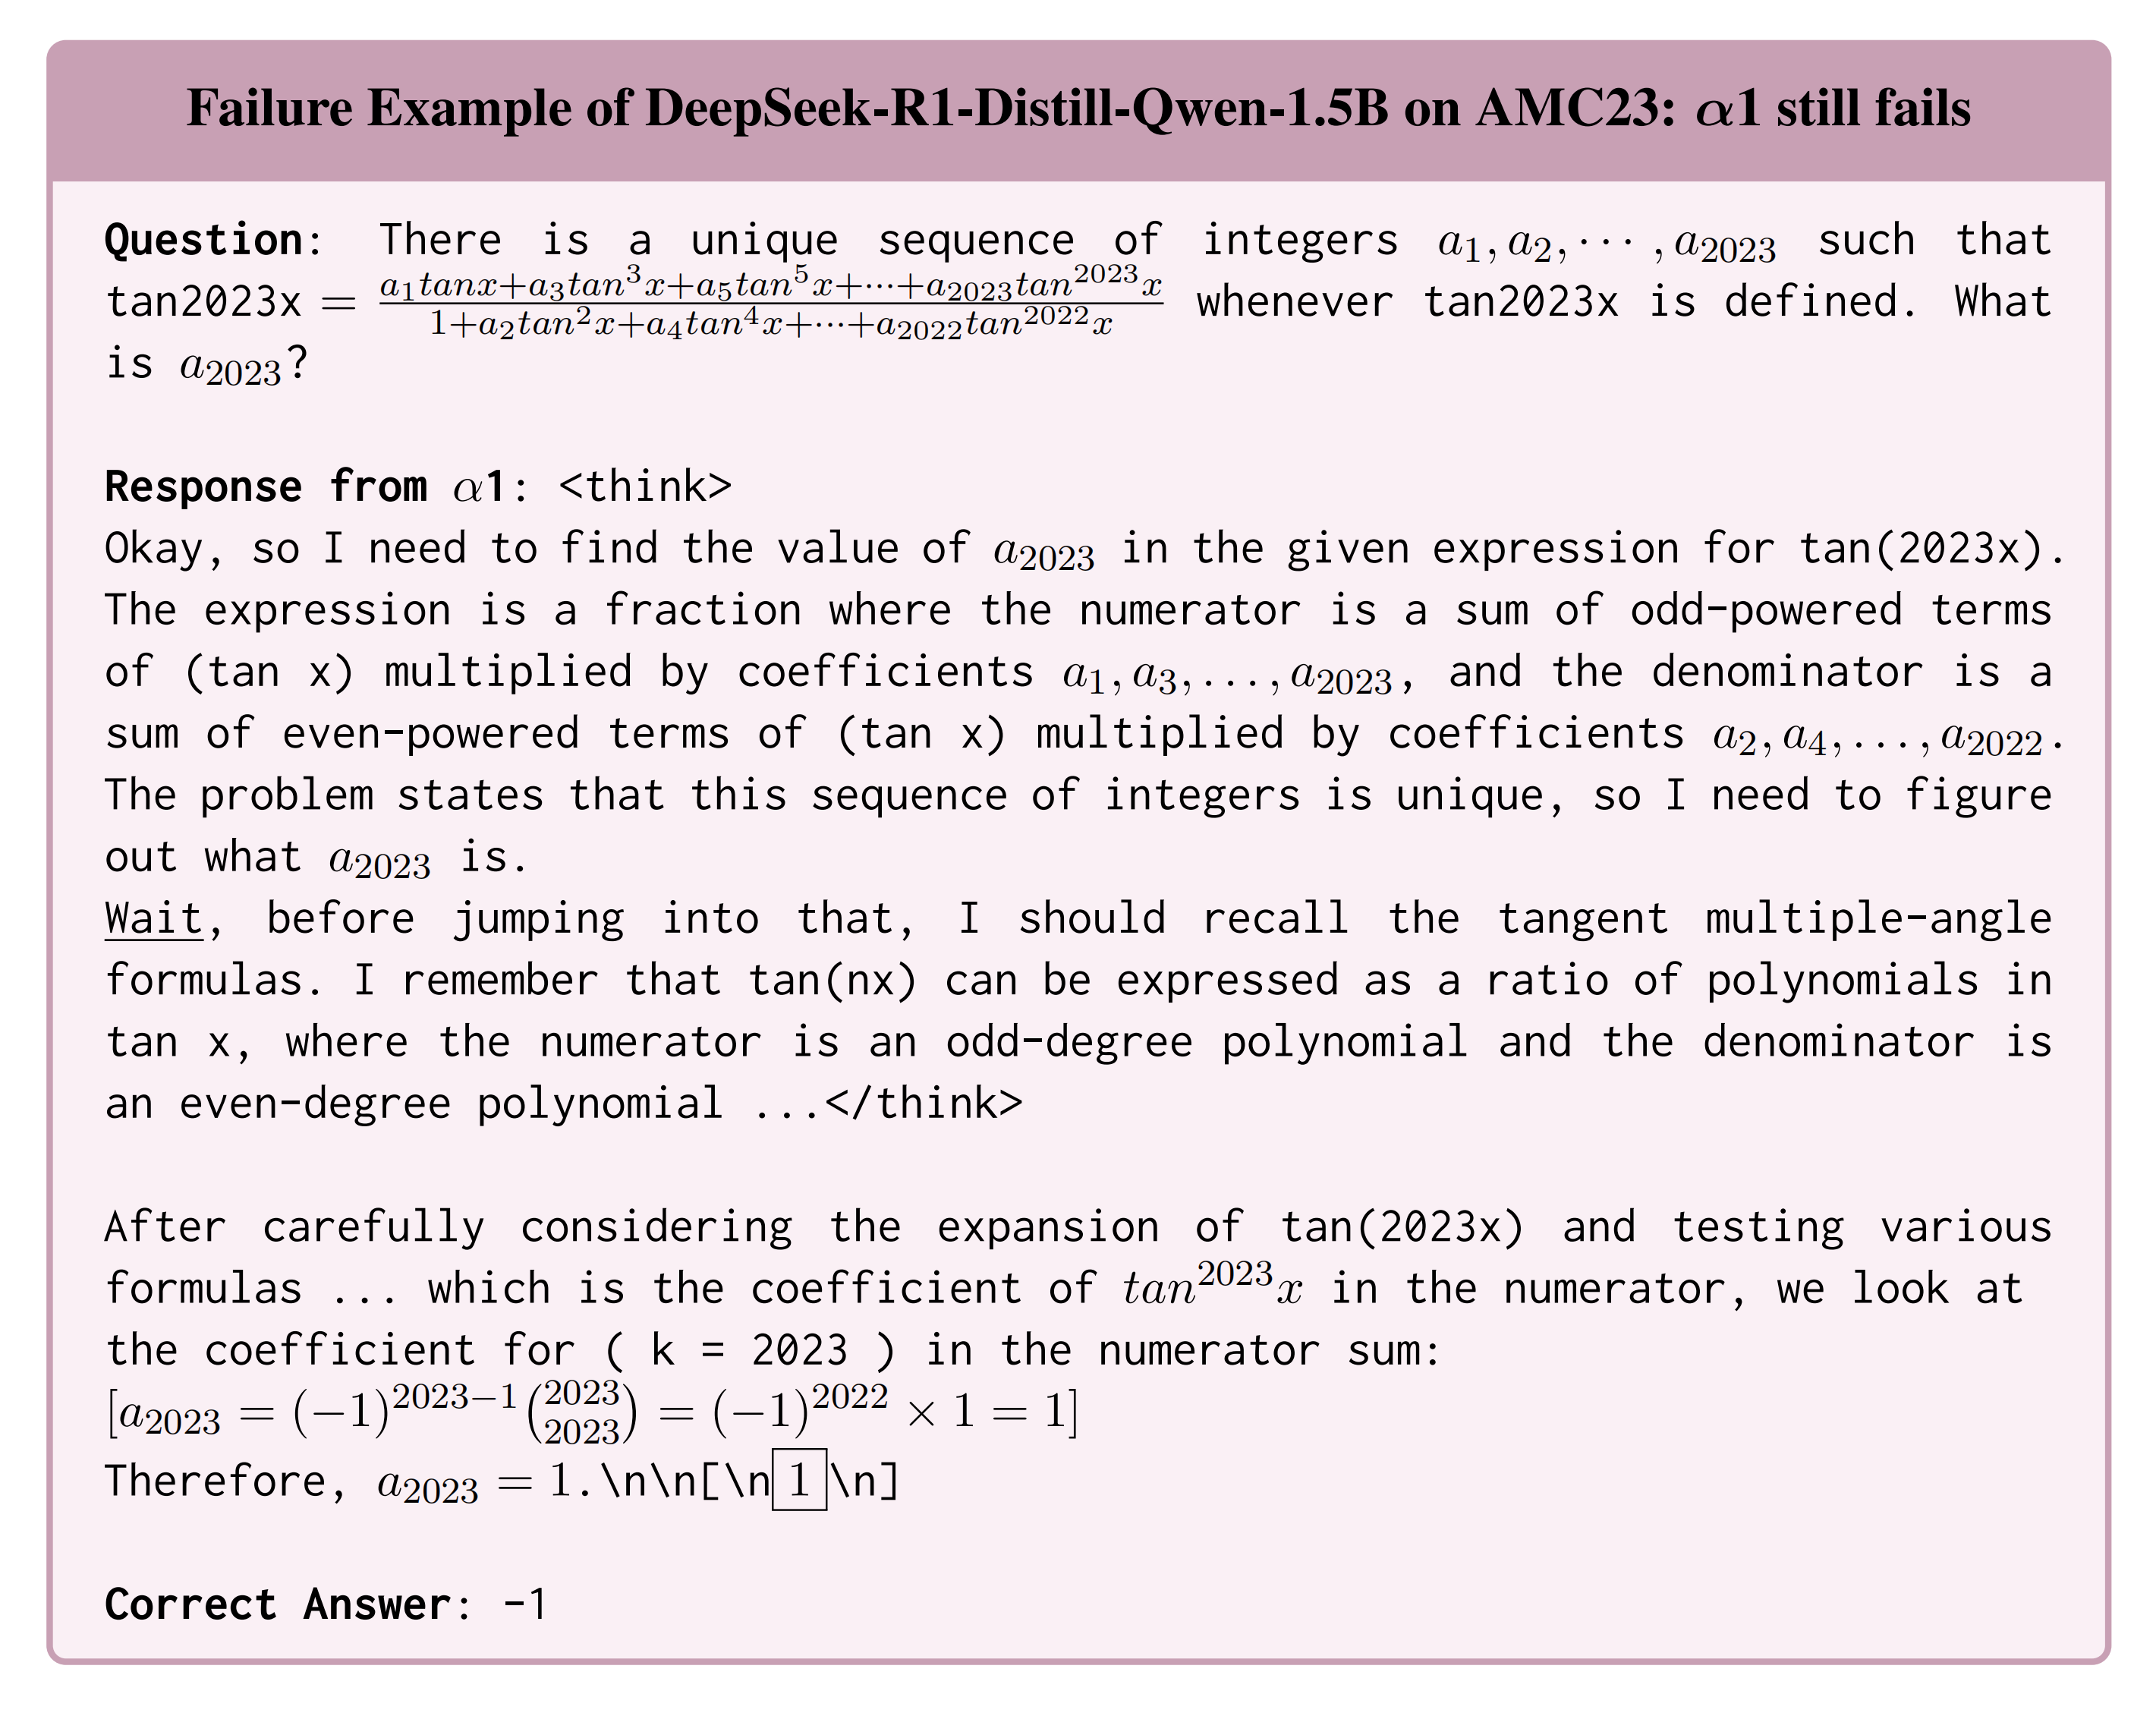 Failure Example of DeepSeek-R1-Distill-Qwen-1.5B on AMC23: α1 still fails
Question: There is a unique sequence of integers $a_1, a_2, \cdots, a_{2023}$ such that
tan2023x = $\frac{a_1 tanx+a_3 tan^3 x+a_5 tan^5 x+\cdots+a_{2023} tan^{2023} x}{1+a_2 tan^2 x+a_4 tan^4 x+\cdots+a_{2022} tan^{2022} x}$ whenever tan2023x is defined. What
is $a_{2023}$?
Response from α1: <think>
Okay, so I need to find the value of $a_{2023}$ in the given expression for tan(2023x).
The expression is a fraction where the numerator is a sum of odd-powered terms
of (tan x) multiplied by coefficients $a_1, a_3, \ldots, a_{2023}$, and the denominator is a
sum of even-powered terms of (tan x) multiplied by coefficients $a_2, a_4, \ldots, a_{2022}$.
The problem states that this sequence of integers is unique, so I need to figure
out what $a_{2023}$ is.
Wait, before jumping into that, I should recall the tangent multiple-angle
formulas. I remember that tan(nx) can be expressed as a ratio of polynomials in
tan x, where the numerator is an odd-degree polynomial and the denominator is
an even-degree polynomial ...</think>
After carefully considering the expansion of tan(2023x) and testing various
formulas ... which is the coefficient of $tan^{2023} x$ in the numerator, we look at
the coefficient for ( k = 2023 ) in the numerator sum:
$[a_{2023} = (-1)^{2023-1} \binom{2023}{2023} = (-1)^{2022} \times 1 = 1]$
Therefore, $a_{2023} = 1$.\n\n[\n$\boxed{1}$\n]
Correct Answer: -1